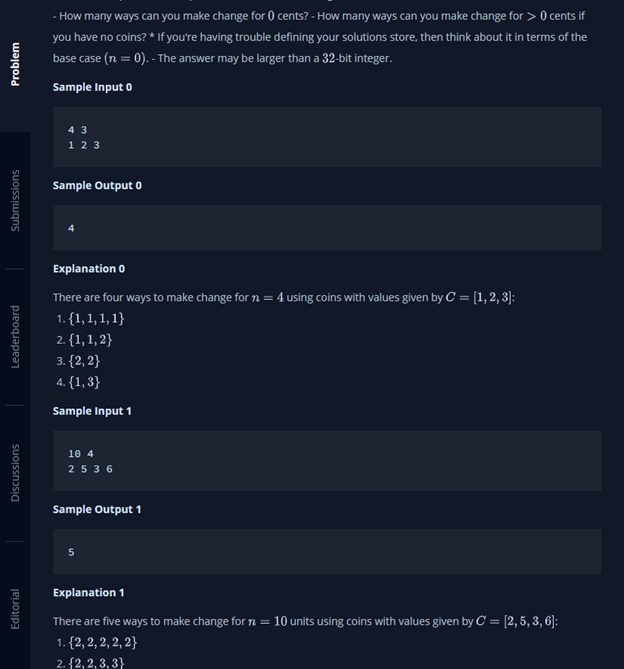 - How many ways can you make change for 0 cents? - How many ways can you make change for > 0 cents if
you have no coins? * If you're having trouble defining your solutions store, then think about it in terms of the
base case (n = 0). - The answer may be larger than a 32-bit integer.
Sample Input 0
4 3
1 2 3
Sample Output 0
4
Explanation 0
There are four ways to make change for n = 4 using coins with values given by C = [1, 2, 3]:
1. {1, 1, 1, 1}
2. {1, 1, 2}
3. {2, 2}
4. {1, 3}
Sample Input 1
10 4
2 5 3 6
Sample Output 1
5
Explanation 1
There are five ways to make change for n = 10 units using coins with values given by C = [2, 5, 3, 6]:
1. {2, 2, 2, 2, 2}
2. {2, 2, 3, 3}
Problem
Submissions
Leaderboard
Discussions
Editorial